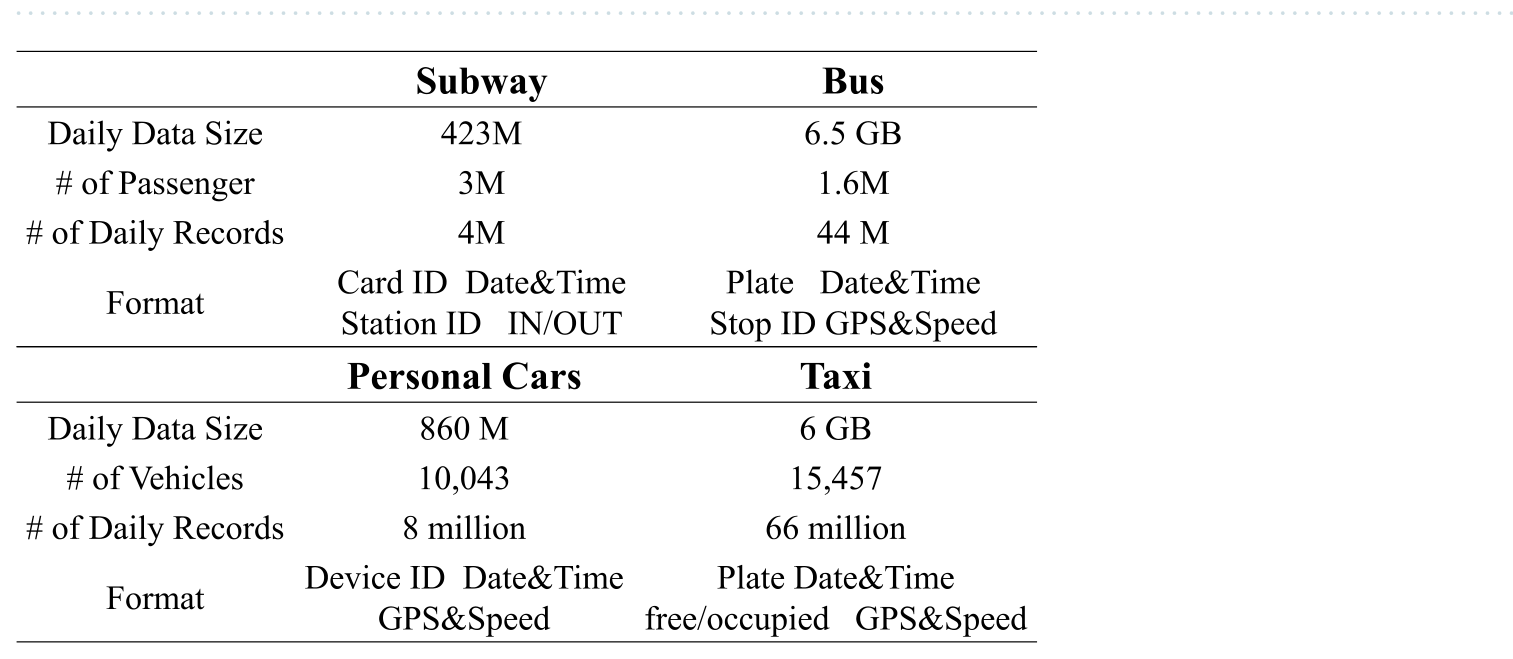 Subway Bus
Daily Data Size 423M 6.5 GB
# of Passenger 3M 1.6M
# of Daily Records 4M 44 M
Card ID Date&Time Plate Date&Time
Format
Station ID IN/OUT Stop ID GPS&Speed
Personal Cars Taxi
Daily Data Size 860 M 6 GB
# of Vehicles 10,043 15,457
# of Daily Records 8 million 66 million
Device ID Date&Time Plate Date&Time
Format
GPS&Speed free/occupied GPS&Speed